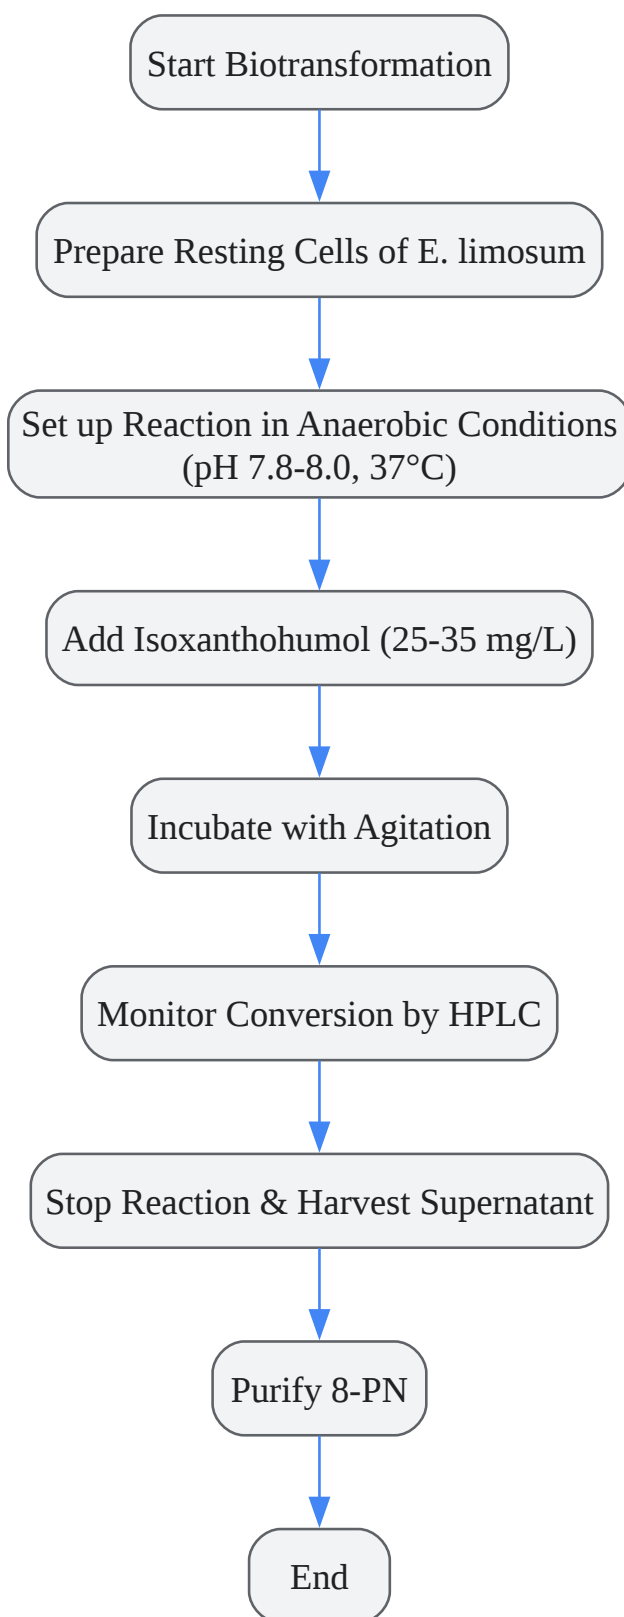 Start Biotransformation
Prepare Resting Cells of E. limosum
Set up Reaction in Anaerobic Conditions
(pH 7.8-8.0, 37°C)
Add Isoxanthohumol (25-35 mg/L)
Incubate with Agitation
Monitor Conversion by HPLC
Stop Reaction & Harvest Supernatant
Purify 8-PN
End